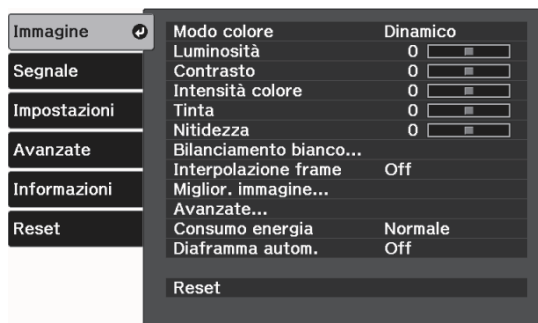 Immagine
Segnale
Impostazioni
Avanzate
Informazioni
Reset
Modo colore Dinamico
Luminosità 0
Contrasto 0
Intensità colore 0
Tinta 0
Nitidezza 0
Bilanciamento bianco...
Interpolazione frame Off
Miglior. immagine...
Avanzate...
Consumo energia Normale
Diaframma autom. Off
Reset